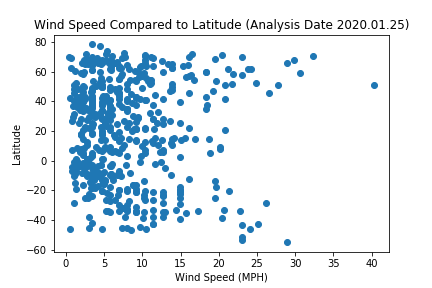 Wind Speed Compared to Latitude (Analysis Date 2020.01.25)
80
60
40
20
0
−20
−40
−60
Latitude
0 5 10 15 20 25 30 35 40
Wind Speed (MPH)